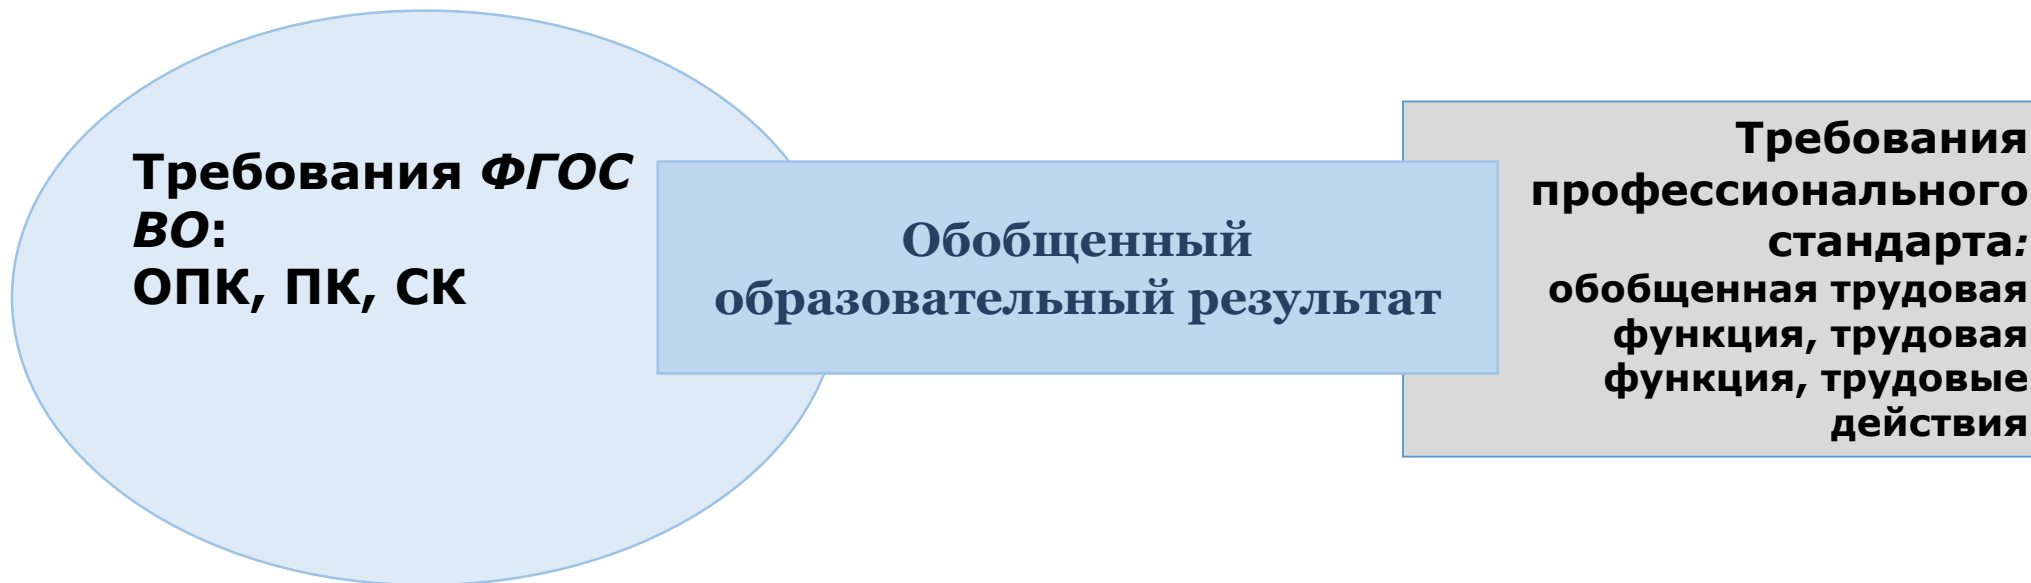 Требования ФГОС
ВО:
ОПК, ПК, СК
Обобщенный
образовательный результат
Требования
профессионального
стандарта:
обобщенная трудовая
функция, трудовая
функция, трудовые
действия